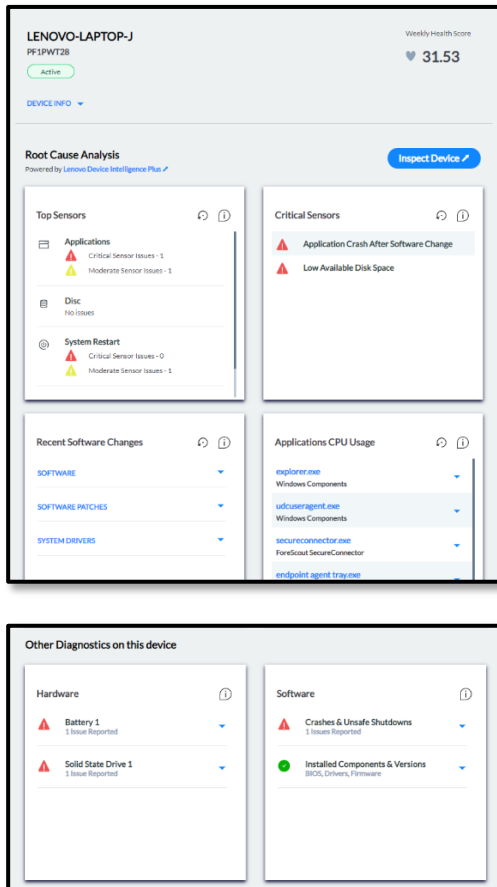 LENOVO-LAPTOP-J
PF1PWT28
Active
DEVICE INFO
Weekly Health Score
31.53
Root Cause Analysis
Powered by Lenovo Device Intelligence Plus
Inspect Device
Top Sensors
Applications
Critical Sensor Issues - 1
Moderate Sensor Issues - 1
Disc
No issues
System Restart
Critical Sensor Issues - 0
Moderate Sensor Issues - 1
Critical Sensors
Application Crash After Software Change
Low Available Disk Space
Recent Software Changes
SOFTWARE
SOFTWARE PATCHES
SYSTEM DRIVERS
Applications CPU Usage
explorer.exe
Windows Components
udcuseragent.exe
Windows Components
secureconnector.exe
ForeScout SecureConnector
endpoint agent tray.exe
Other Diagnostics on this device
Hardware
Battery 1
1 Issue Reported
Solid State Drive 1
1 Issue Reported
Software
Crashes & Unsafe Shutdowns
1 Issues Reported
Installed Components & Versions
BIOS, Drivers, Firmware